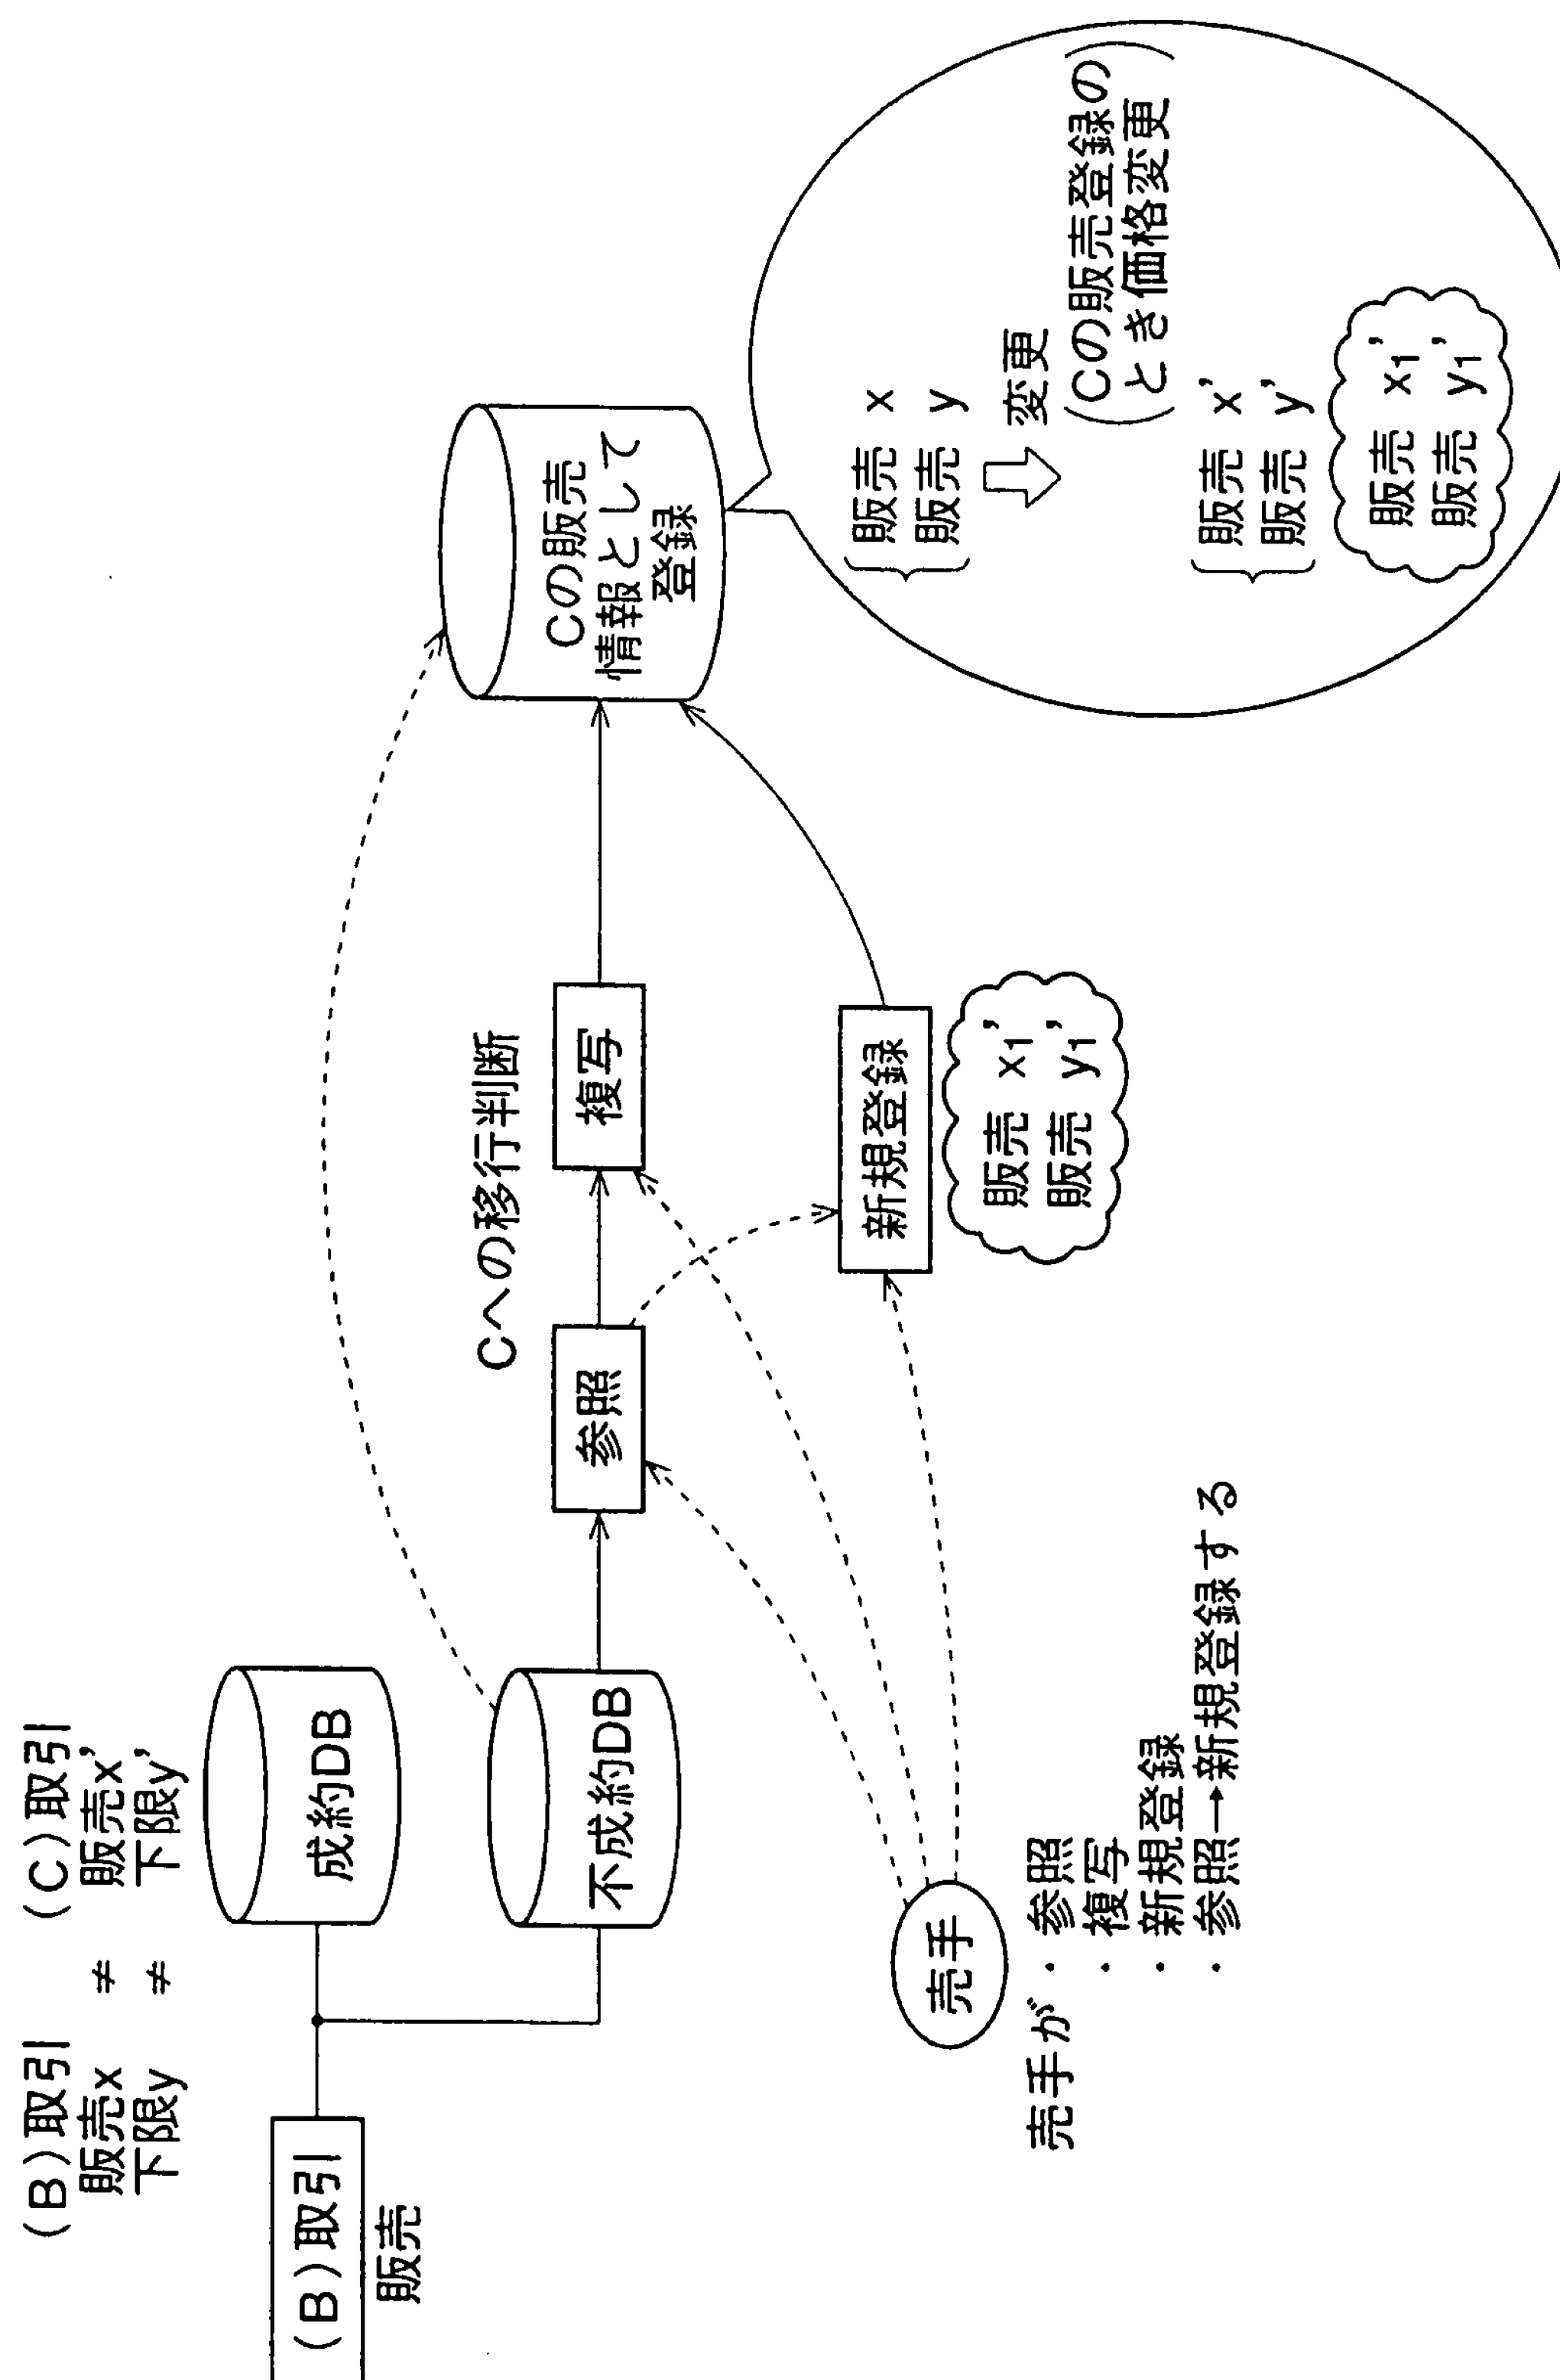 (B)取引　(C)取引
販売x　≠　販売x'
下限y　≠　下限y'
(B)取引
販売
成約DB
不成約DB
Cへの移行判断
参照
複写
新規登録
販売 x1'
販売 y1'
売手
売手が・参照
・複写
・新規登録
・参照→新規登録する
Cの販売
情報として
登録
販売 x
販売 y
変更
(Cの販売登録の
とき価格変更)
販売 x'
販売 y'
販売 x1'
販売 y1'